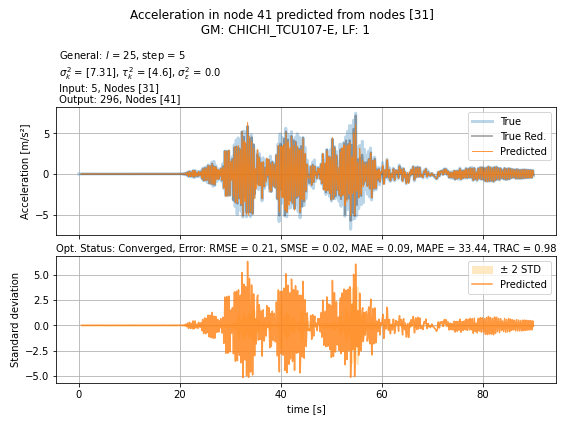 Acceleration in node 41 predicted from nodes [31]
GM: CHICHI_TCU107-E, LF: 1
General: l = 25, step = 5
σ²ₖ = [7.31], τ²ₖ = [4.6], σ²ε = 0.0
Input: 5, Nodes [31]
Output: 296, Nodes [41]
Acceleration [m/s²]
5
0
−5
True
True Red.
Predicted
Opt. Status: Converged, Error: RMSE = 0.21, SMSE = 0.02, MAE = 0.09, MAPE = 33.44, TRAC = 0.98
Standard deviation
5.0
2.5
0.0
−2.5
−5.0
± 2 STD
Predicted
0 20 40 60 80
time [s]